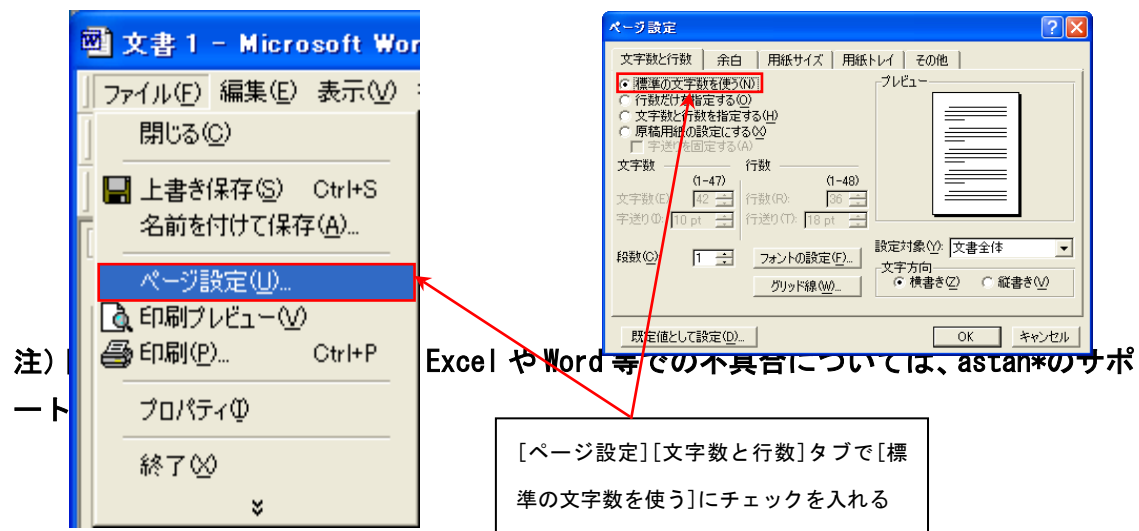 文書 1 - Microsoft Wor
ファイル(F) 編集(E) 表示(V)
閉じる(C)
上書き保存(S) Ctrl+S
名前を付けて保存(A)...
ページ設定(U)...
印刷プレビュー(V)
印刷(P)... Ctrl+P
プロパティ(I)
終了(X)
ページ設定
文字数と行数 余白 用紙サイズ 用紙トレイ その他
標準の文字数を使う(N)
行数だけを指定する(O)
文字数と行数を指定する(H)
原稿用紙の設定にする(X)
字送りを固定する(A)
プレビュー
文字数 行数
(1-47) (1-48)
文字数(E): 42 行数(R): 36
字送り(I): 10 pt 行送り(T): 18 pt
段数(C): 1 フォントの設定(F)...
グリッド線(W)...
設定対象(Y): 文書全体
文字方向
横書き(Z) 縦書き(V)
既定値として設定(D)... OK キャンセル
注) Excel や Word 等での不具合については、astah*のサポ
ート
[ページ設定][文字数と行数]タブで[標
準の文字数を使う]にチェックを入れる